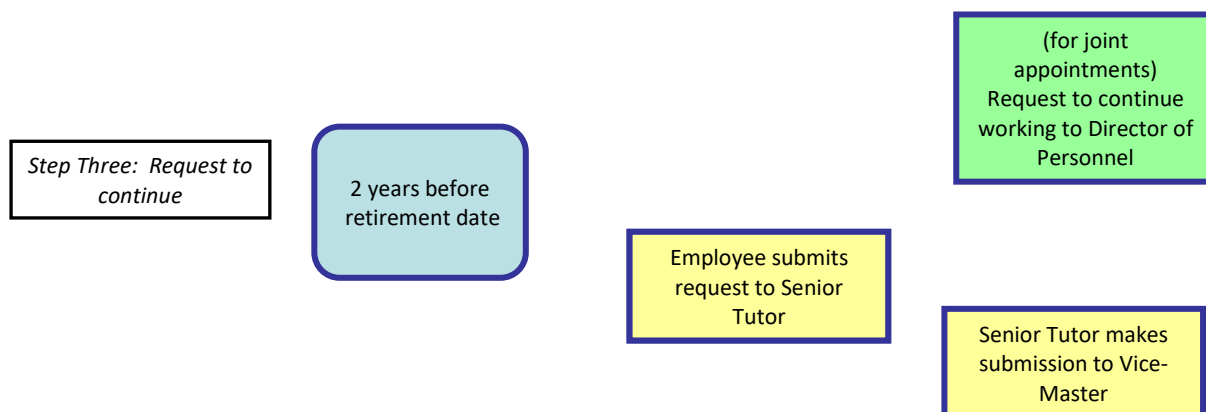 Step Three: Request to
continue
2 years before
retirement date
(for joint
appointments)
Request to continue
working to Director of
Personnel
Employee submits
request to Senior
Tutor
Senior Tutor makes
submission to Vice-
Master